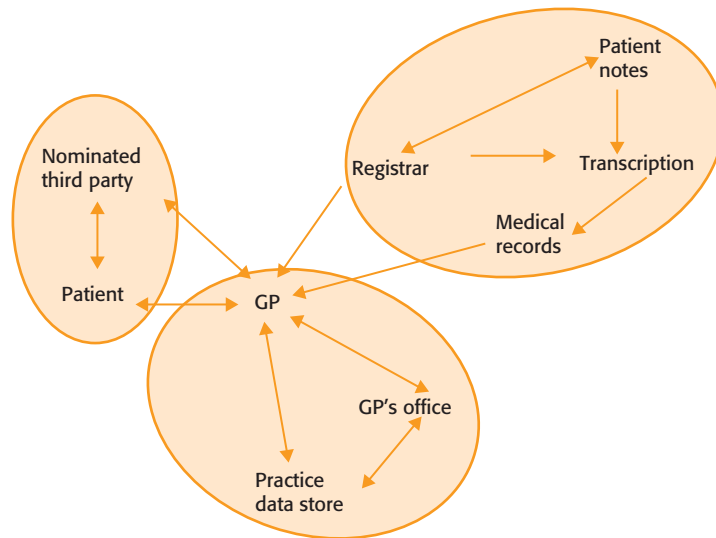 Patient
notes
Registrar
Transcription
Medical
records
Nominated
third party
Patient
GP
GP's office
Practice
data store